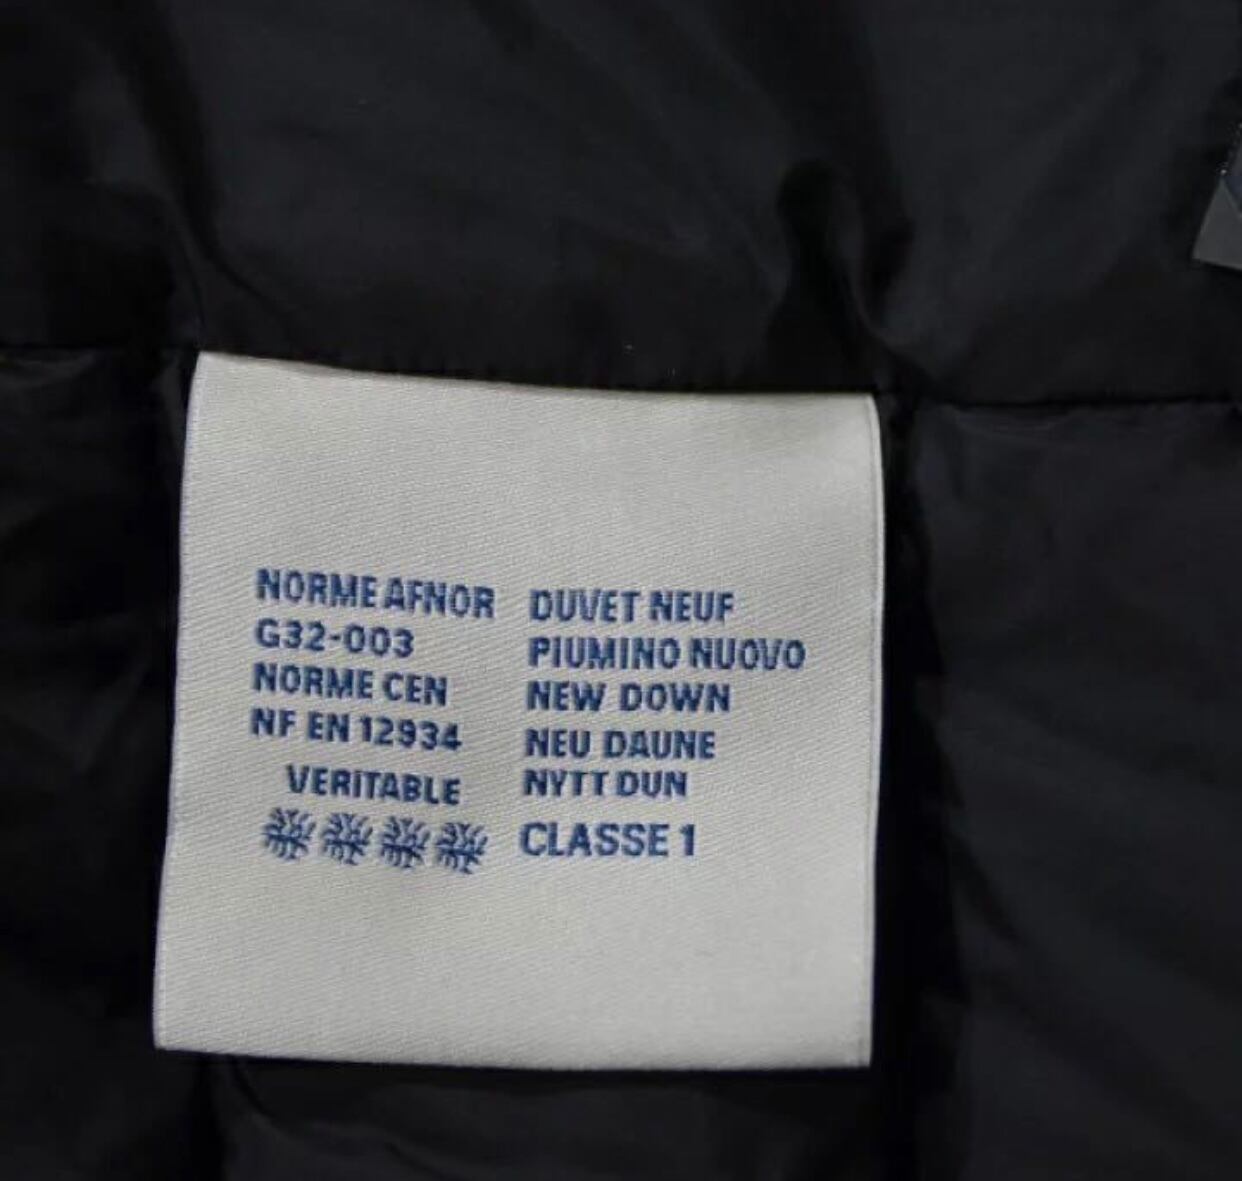 NORME AFNOR
G32-003
NORME CEN
NF EN 12934
VERITABLE
DUVET NEUF
PIUMINO NUOVO
NEW DOWN
NEU DAUNE
NYTT DUN
CLASSE 1